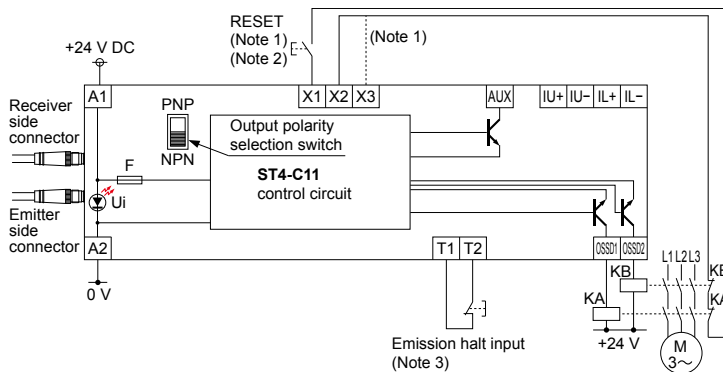 RESET
(Note 1)
(Note 2)
(Note 1)
+24 V DC
A1
X1
X2
X3
AUX
IU+
IU−
IL+
IL−
Receiver
side
connector
PNP
NPN
Output polarity
selection switch
ST4-C11
control circuit
F
Ui
Emitter
side
connector
A2
T1
T2
OSSD1
OSSD2
0 V
L1
L2
L3
KB
KA
KB
KA
+24 V
Emission halt input
(Note 3)
M
3～